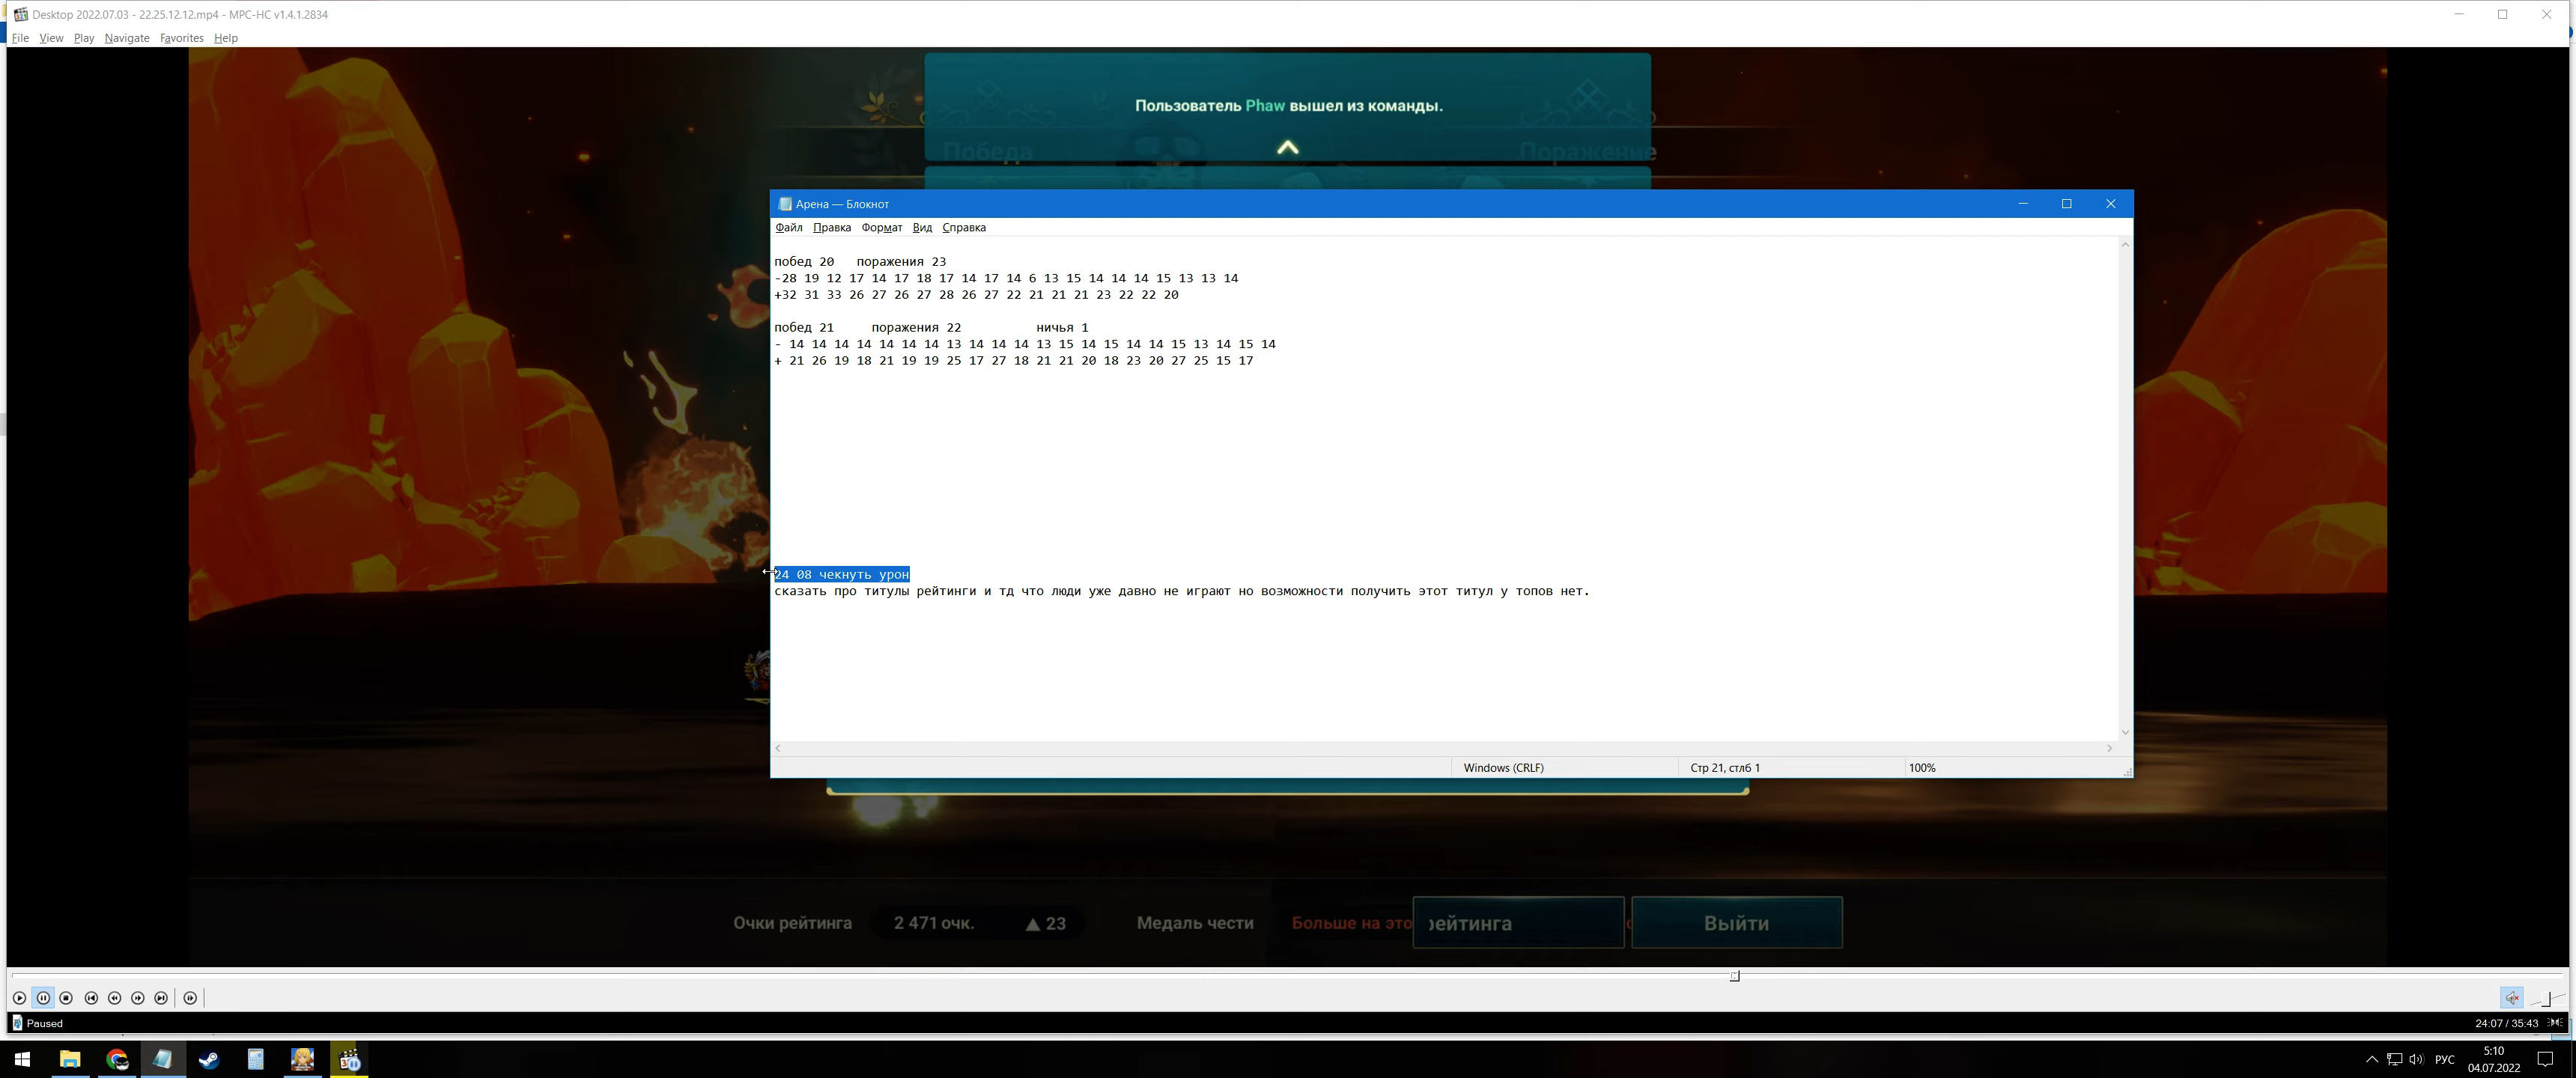 Desktop 2022.07.03 - 22.25.12.12.mp4 - MPC-HC v1.4.1.2834
File View Play Navigate Favorites Help
Пользователь Phaw вышел из команды.
Победа Поражение
Арена — Блокнот
Файл Правка Формат Вид Справка
побед 20 поражения 23
-28 19 12 17 14 17 18 17 14 17 14 6 13 15 14 14 14 15 13 13 14
+32 31 33 26 27 26 27 28 26 27 22 21 21 21 23 22 22 20
побед 21 поражения 22 ничья 1
- 14 14 14 14 14 14 14 13 14 14 14 13 15 14 15 14 14 15 13 14 15 14
+ 21 26 19 18 21 19 19 25 17 27 18 21 21 20 18 23 20 27 25 15 17
24 08 чекнуть урон
сказать про титулы рейтинги и тд что люди уже давно не играют но возможности получить этот титул у топов нет.
Windows (CRLF) Стр 21, стлб 1 100%
Очки рейтинга 2 471 очк. ▲ 23 Медаль чести Больше на это рейтинга Выйти
Paused 24:07 / 35:43
РУС 5:10
04.07.2022